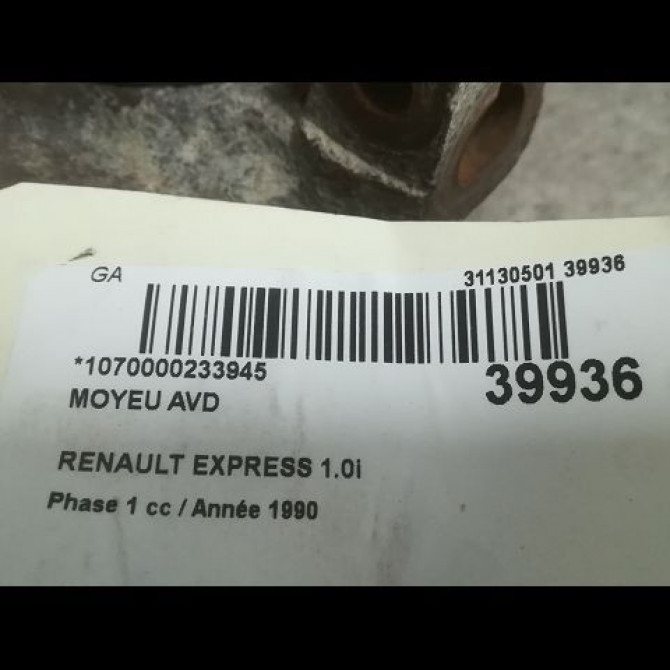 GA
31130501 39936
*1070000233945
39936
MOYEU AVD
RENAULT EXPRESS 1.0i
Phase 1 cc / Année 1990